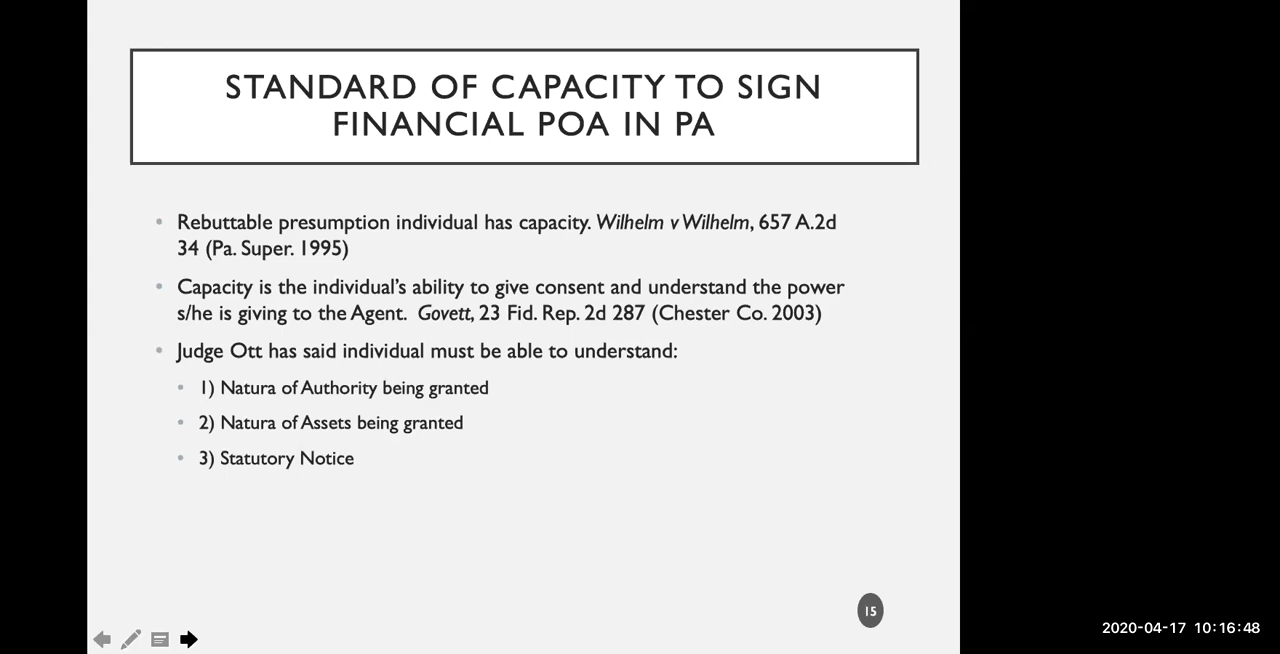 STANDARD OF CAPACITY TO SIGN
FINANCIAL POA IN PA
• Rebuttable presumption individual has capacity. Wilhelm v Wilhelm, 657 A.2d
34 (Pa. Super. 1995)
• Capacity is the individual’s ability to give consent and understand the power
s/he is giving to the Agent. Govett, 23 Fid. Rep. 2d 287 (Chester Co. 2003)
• Judge Ott has said individual must be able to understand:
• 1) Natura of Authority being granted
• 2) Natura of Assets being granted
• 3) Statutory Notice
15
2020-04-17 10:16:48